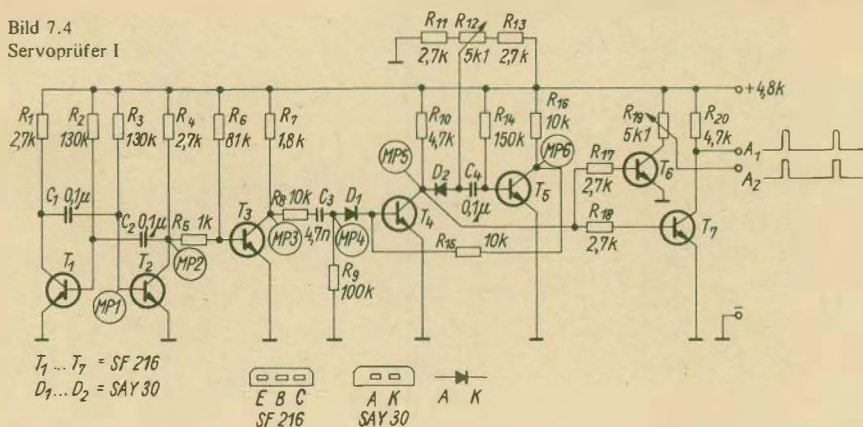 Bild 7.4
Servoprüfer I
R11 R12 R13
2,7k 5k1 2,7k
+4,8k
R1 R2 R3 R4 R6 R7 R10 R14 R16 R19 R20
2,7k 130k 130k 2,7k 81k 1,8k 4,7k 150k 10k 5k1 4,7k
C1 0,1µ
C2 0,1µ
R5 1k
R8 10k
C3 4,7n
D1
D2
C4 0,1µ
R17 2,7k
R18 2,7k
R15 10k
R9 100k
MP1 MP2 MP3 MP4 MP5 MP6
T1 T2 T3 T4 T5 T6 T7
A1
A2
T1 ... T7 = SF 216
D1... D2 = SAY 30
E B C
SF 216
A K
SAY 30
A K